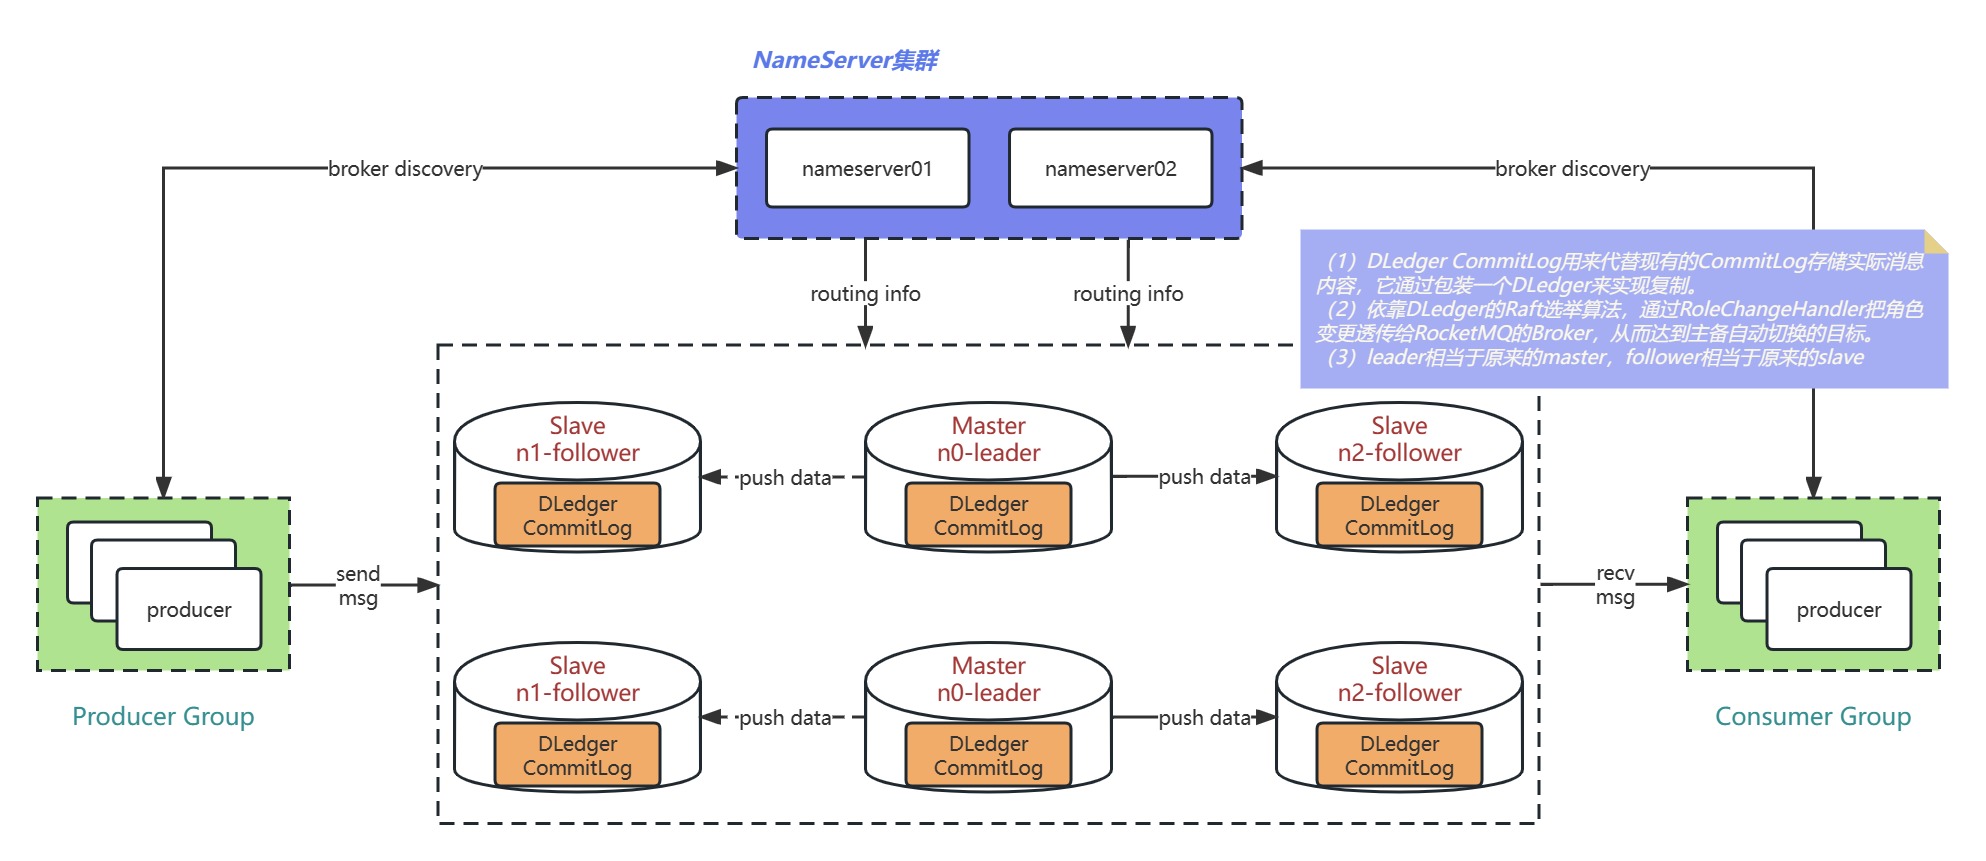 NameServer集群
nameserver01
nameserver02
broker discovery
broker discovery
routing info
routing info
（1）DLedger CommitLog用来代替现有的CommitLog存储实际消息
内容，它通过包装一个DLedger来实现复制。
（2）依靠DLedger的Raft选举算法，通过RoleChangeHandler把角色
变更透传给RocketMQ的Broker，从而达到主备自动切换的目标。
（3）leader相当于原来的master，follower相当于原来的slave
Slave
n1-follower
DLedger
CommitLog
push data
Master
n0-leader
DLedger
CommitLog
push data
Slave
n2-follower
DLedger
CommitLog
producer
Producer Group
send
msg
recv
msg
producer
Consumer Group
Slave
n1-follower
DLedger
CommitLog
push data
Master
n0-leader
DLedger
CommitLog
push data
Slave
n2-follower
DLedger
CommitLog